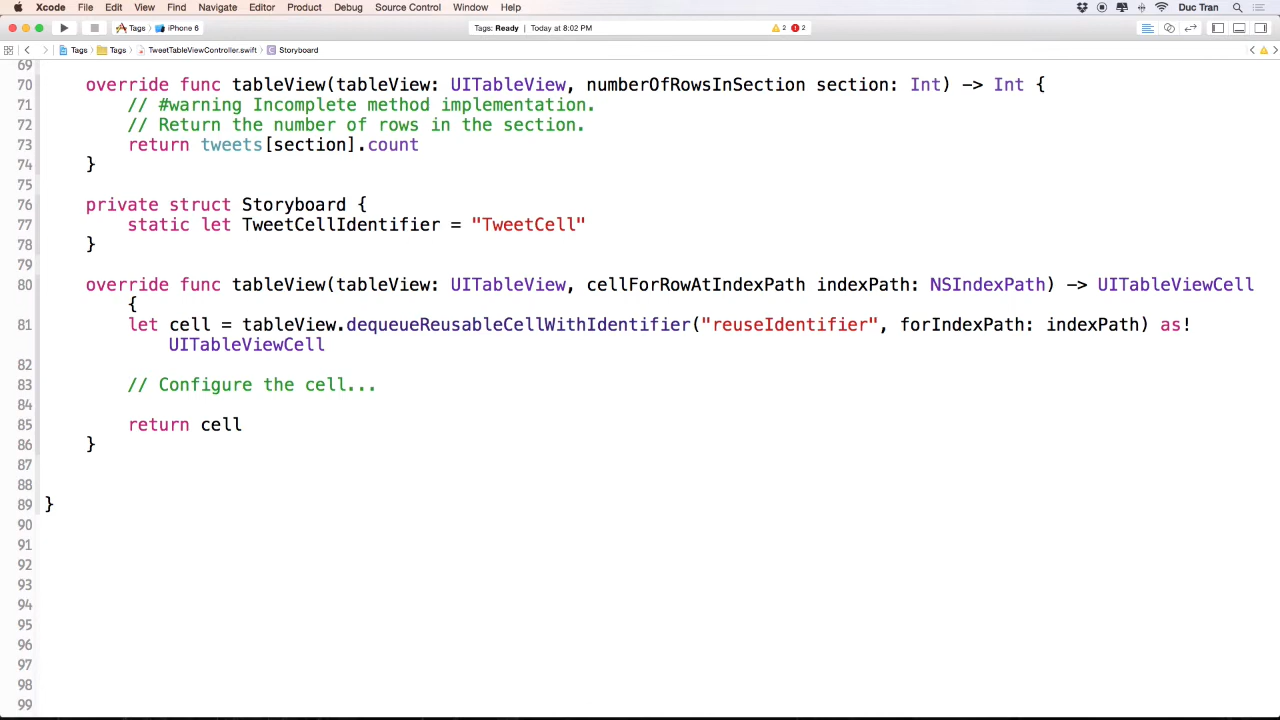 Xcode File Edit View Find Navigate Editor Product Debug Source Control Window Help Duc Tran
Tags iPhone 6 Tags: Ready Today at 8:02 PM 2 2
Tags Tags TweetTableViewController.swift Storyboard
69
70 override func tableView(tableView: UITableView, numberOfRowsInSection section: Int) -> Int {
71 // #warning Incomplete method implementation.
72 // Return the number of rows in the section.
73 return tweets[section].count
74 }
75
76 private struct Storyboard {
77 static let TweetCellIdentifier = "TweetCell"
78 }
79
80 override func tableView(tableView: UITableView, cellForRowAtIndexPath indexPath: NSIndexPath) -> UITableViewCell
{
81 let cell = tableView.dequeueReusableCellWithIdentifier("reuseIdentifier", forIndexPath: indexPath) as!
UITableViewCell
82
83 // Configure the cell...
84
85 return cell
86 }
87
88
89 }
90
91
92
93
94
95
96
97
98
99